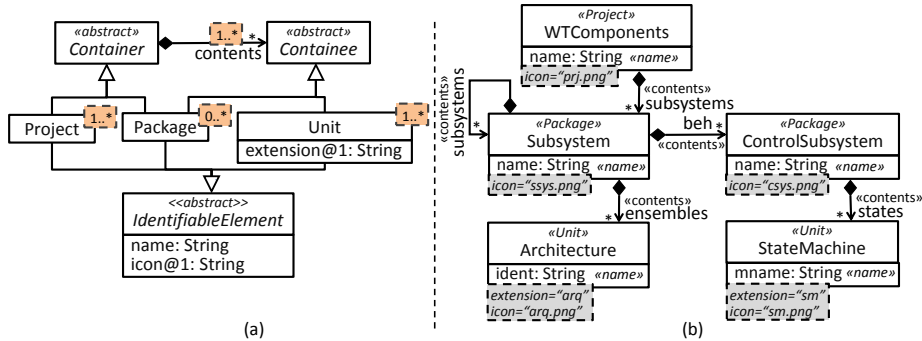 «abstract»
Container
1..*
contents
*
«abstract»
Containee
Project
1..*
Package
0..*
Unit
1..*
extension@1: String
<<abstract>>
IdentifiableElement
name: String
icon@1: String
(a)
«Project»
WTComponents
name: String «name»
icon="prj.png"
«contents»
subsystems
*
«contents»
*
subsystems
«Package»
Subsystem
name: String «name»
icon="ssys.png"
beh
*
«contents»
«Package»
ControlSubsystem
name: String «name»
icon="csys.png"
«contents»
*
ensembles
«contents»
*
states
«Unit»
Architecture
ident: String «name»
extension="arq"
icon="arq.png"
«Unit»
StateMachine
mname: String «name»
extension="sm"
icon="sm.png"
(b)